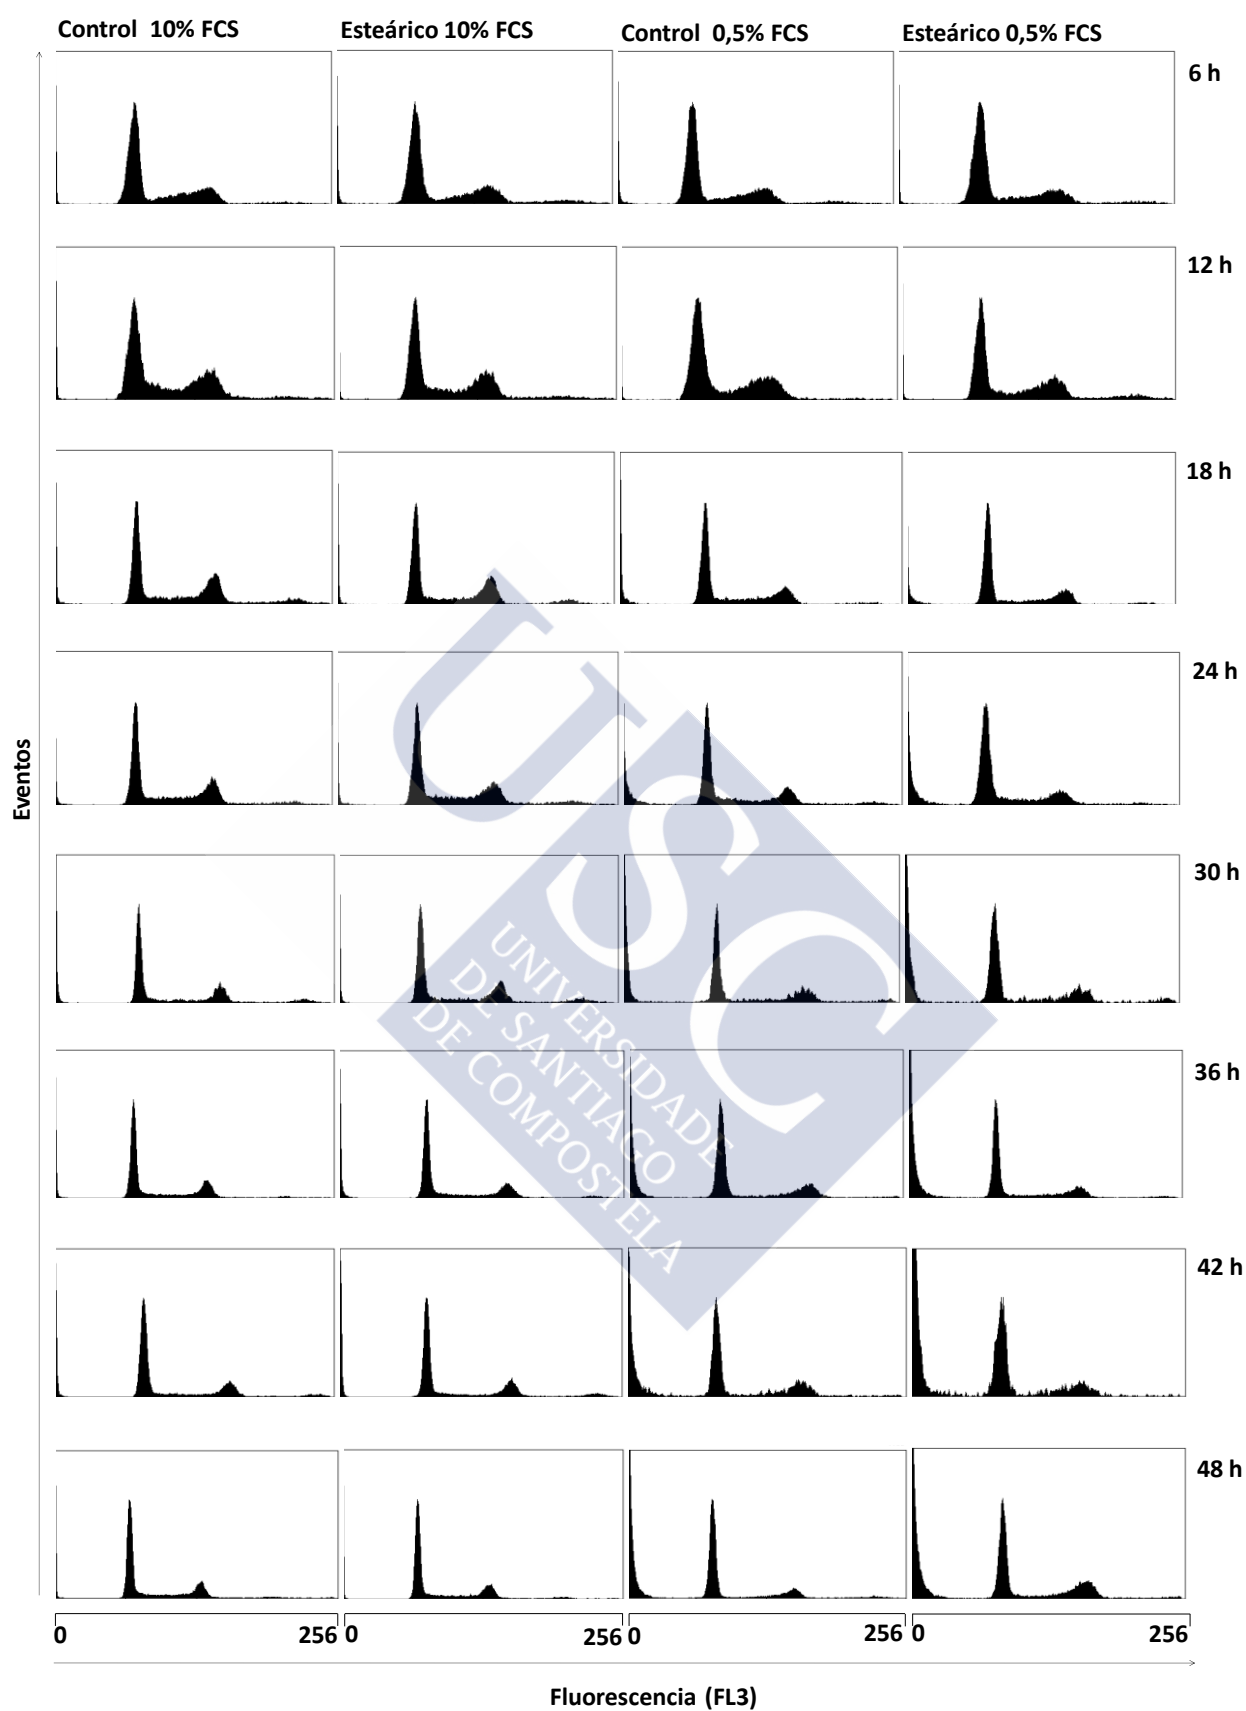 Control 10% FCS
Esteárico 10% FCS
Control 0,5% FCS
Esteárico 0,5% FCS
6 h
12 h
18 h
24 h
30 h
36 h
42 h
48 h
Eventos
USC
UNIVERSIDADE
DE SANTIAGO
DE COMPOSTELA
0
256
0
256
0
256
0
256
Fluorescencia (FL3)